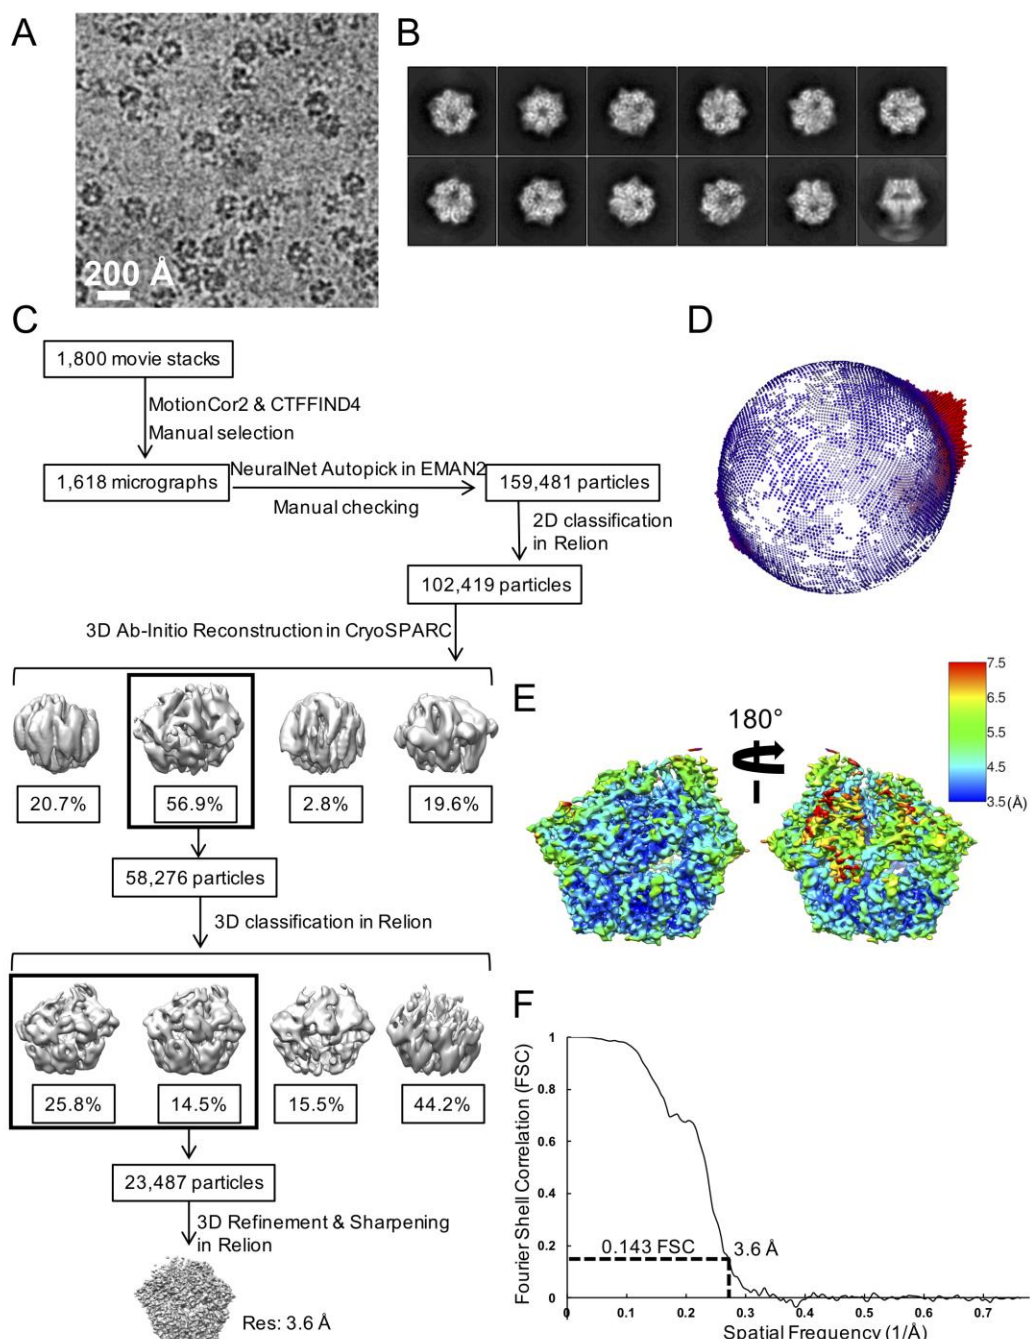 A
B
200 Å
C
1,800 movie stacks
MotionCor2 & CTFFIND4
Manual selection
1,618 micrographs
NeuralNet Autopick in EMAN2
Manual checking
159,481 particles
2D classification
in Relion
102,419 particles
3D Ab-Initio Reconstruction in CryoSPARC
20.7%
56.9%
2.8%
19.6%
58,276 particles
3D classification in Relion
25.8%
14.5%
15.5%
44.2%
23,487 particles
3D Refinement & Sharpening
in Relion
Res: 3.6 Å
D
E
180°
7.5
6.5
5.5
4.5
3.5 (Å)
F
Fourier Shell Correlation (FSC)
1
0.8
0.6
0.4
0.2
0
0.143 FSC
3.6 Å
0
0.1
0.2
0.3
0.4
0.5
0.6
0.7
Spatial Frequency (1/Å)